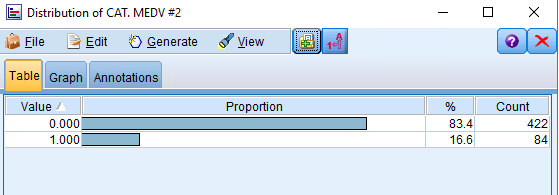 Distribution of CAT. MEDV #2
File Edit Generate View
Table Graph Annotations
Value Proportion % Count
0.000 83.4 422
1.000 16.6 84